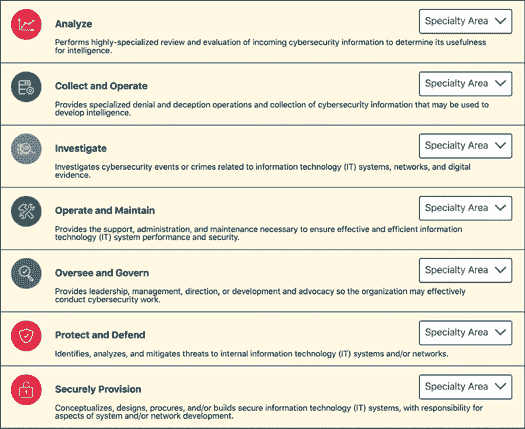 Analyze
Specialty Area
Performs highly-specialized review and evaluation of incoming cybersecurity information to determine its usefulness
for intelligence.
Collect and Operate
Specialty Area
Provides specialized denial and deception operations and collection of cybersecurity information that may be used to
develop intelligence.
Investigate
Specialty Area
Investigates cybersecurity events or crimes related to information technology (IT) systems, networks, and digital
evidence.
Operate and Maintain
Specialty Area
Provides the support, administration, and maintenance necessary to ensure effective and efficient information
technology (IT) system performance and security.
Oversee and Govern
Specialty Area
Provides leadership, management, direction, or development and advocacy so the organization may effectively
conduct cybersecurity work.
Protect and Defend
Specialty Area
Identifies, analyzes, and mitigates threats to internal information technology (IT) systems and/or networks.
Securely Provision
Specialty Area
Conceptualizes, designs, procures, and/or builds secure information technology (IT) systems, with responsibility for
aspects of system and/or network development.